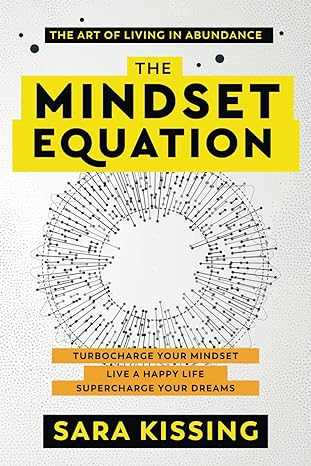 THE ART OF LIVING IN ABUNDANCE
THE
MINDSET
EQUATION
TURBOCHARGE YOUR MINDSET
LIVE A HAPPY LIFE
SUPERCHARGE YOUR DREAMS
SARA KISSING